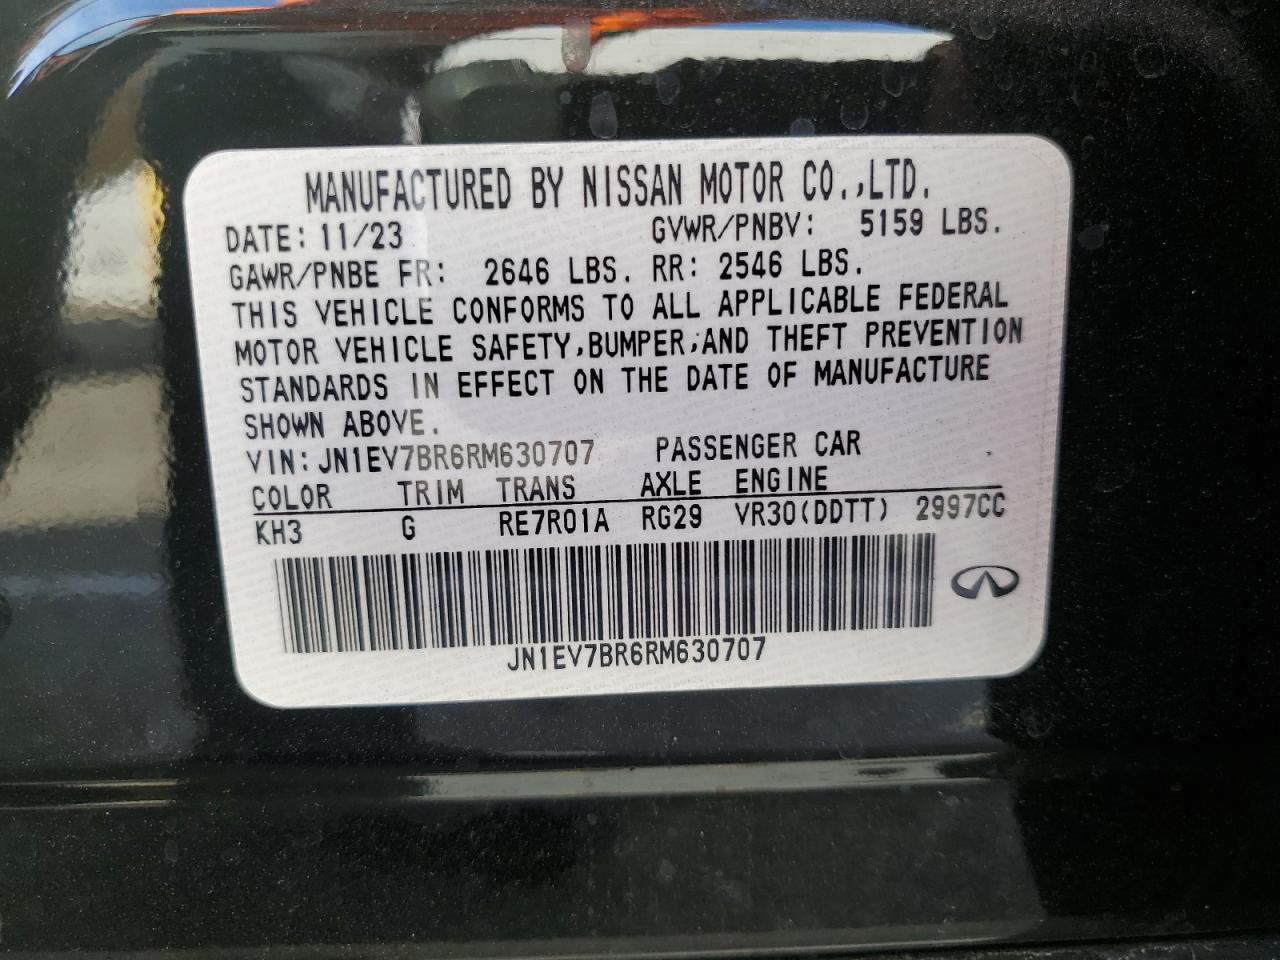 MANUFACTURED BY NISSAN MOTOR CO.,LTD.
DATE: 11/23 GVWR/PNBV: 5159 LBS.
GAWR/PNBE FR: 2646 LBS. RR: 2546 LBS.
THIS VEHICLE CONFORMS TO ALL APPLICABLE FEDERAL
MOTOR VEHICLE SAFETY,BUMPER,AND THEFT PREVENTION
STANDARDS IN EFFECT ON THE DATE OF MANUFACTURE
SHOWN ABOVE.
VIN: JN1EV7BR6RM630707 PASSENGER CAR
COLOR TRIM TRANS AXLE ENGINE
KH3 G RE7R01A RG29 VR30(DDTT) 2997CC
JN1EV7BR6RM630707